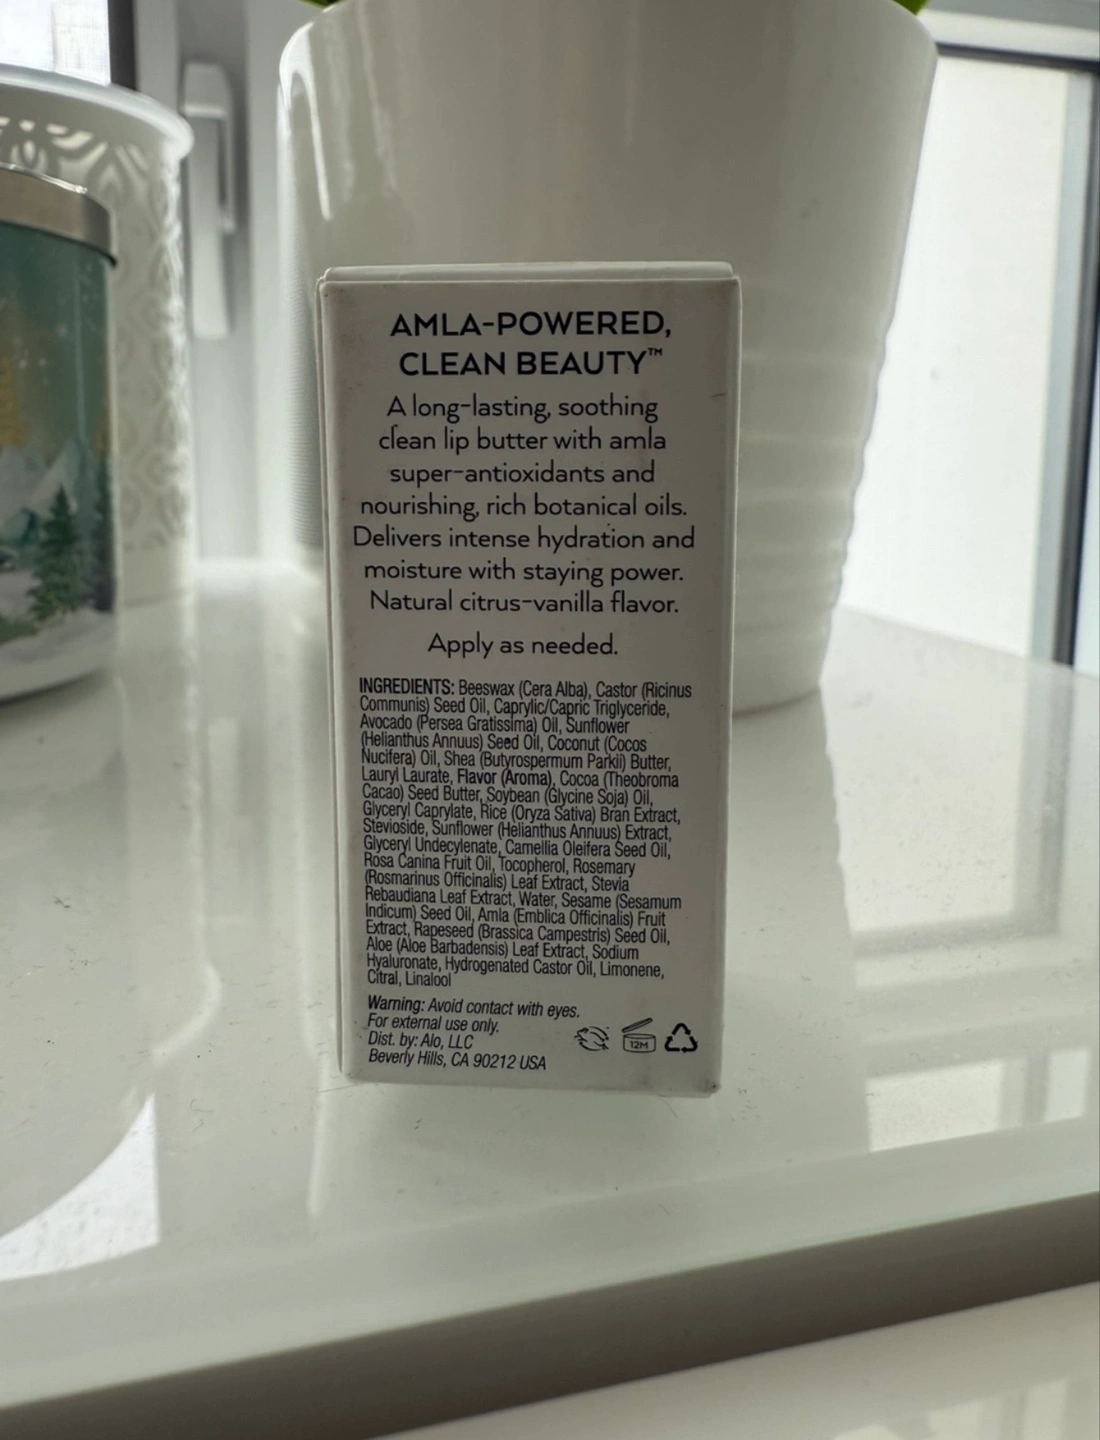 AMLA-POWERED,
CLEAN BEAUTY™
A long-lasting, soothing
clean lip butter with amla
super-antioxidants and
nourishing, rich botanical oils.
Delivers intense hydration and
moisture with staying power.
Natural citrus-vanilla flavor.
Apply as needed.
INGREDIENTS: Beeswax (Cera Alba), Castor (Ricinus
Communis) Seed Oil, Caprylic/Capric Triglyceride,
Avocado (Persea Gratissima) Oil, Sunflower
(Helianthus Annuus) Seed Oil, Coconut (Cocos
Nucifera) Oil, Shea (Butyrospermum Parkii) Butter,
Lauryl Laurate, Flavor (Aroma), Cocoa (Theobroma
Cacao) Seed Butter, Soybean (Glycine Soja) Oil,
Glyceryl Caprylate, Rice (Oryza Sativa) Bran Extract,
Stevioside, Sunflower (Helianthus Annuus) Extract,
Glyceryl Undecylenate, Camellia Oleifera Seed Oil,
Rosa Canina Fruit Oil, Tocopherol, Rosemary
(Rosmarinus Officinalis) Leaf Extract, Stevia
Rebaudiana Leaf Extract, Water, Sesame (Sesamum
Indicum) Seed Oil, Amla (Emblica Officinalis) Fruit
Extract, Rapeseed (Brassica Campestris) Seed Oil,
Aloe (Aloe Barbadensis) Leaf Extract, Sodium
Hyaluronate, Hydrogenated Castor Oil, Limonene,
Citral, Linalool
Warning: Avoid contact with eyes.
For external use only.
Dist. by: Alo, LLC
Beverly Hills, CA 90212 USA
12M